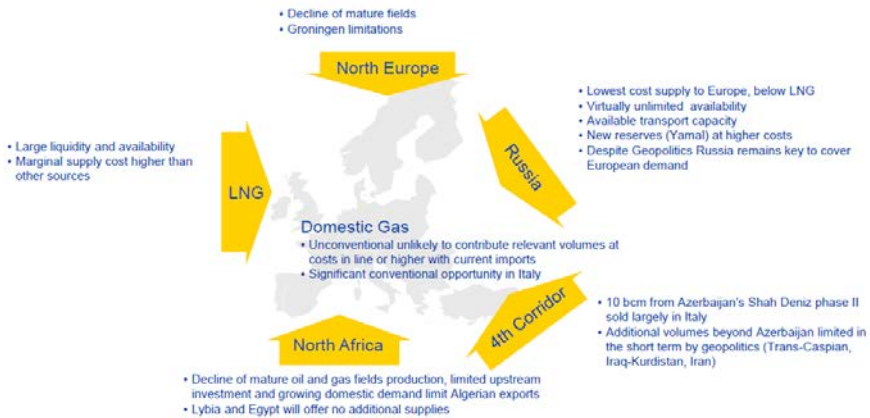 • Decline of mature fields
• Groningen limitations
North Europe
• Lowest cost supply to Europe, below LNG
• Virtually unlimited availability
• Available transport capacity
• New reserves (Yamal) at higher costs
• Despite Geopolitics Russia remains key to cover
European demand
Russia
• Large liquidity and availability
• Marginal supply cost higher than
other sources
LNG
Domestic Gas
• Unconventional unlikely to contribute relevant volumes at
costs in line or higher with current imports
• Significant conventional opportunity in Italy
4th Corridor
• 10 bcm from Azerbaijan's Shah Deniz phase II
sold largely in Italy
• Additional volumes beyond Azerbaijan limited in
the short term by geopolitics (Trans-Caspian,
Iraq-Kurdistan, Iran)
North Africa
• Decline of mature oil and gas fields production, limited upstream
investment and growing domestic demand limit Algerian exports
• Lybia and Egypt will offer no additional supplies